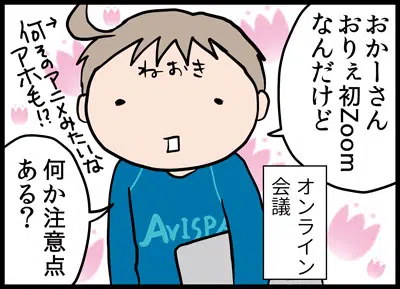 おかーさん
おりぇ初Zoom
なんだけど
ねおき
→何そのアニメみたいな
アホ毛!?
オンライン
会議
AVISPA
何か注意点
ある?